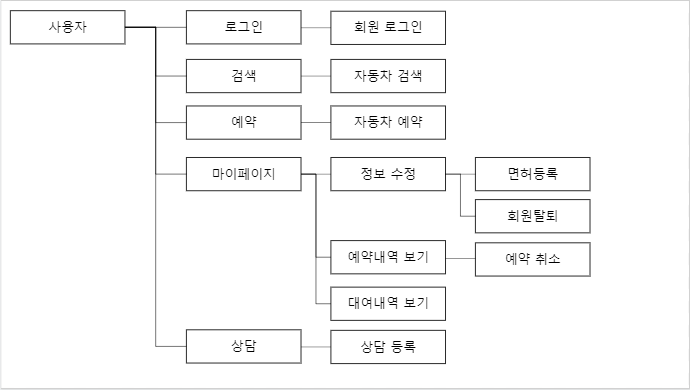 사용자
로그인
회원 로그인
검색
자동차 검색
예약
자동차 예약
마이페이지
정보 수정
면허등록
회원탈퇴
예약내역 보기
예약 취소
대여내역 보기
상담
상담 등록